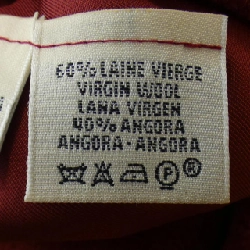 60% LAINE VIERGE
VIRGIN WOOL
LANA VIRGEN
40% ANGORA
ANGORA - ANGORA
P ®